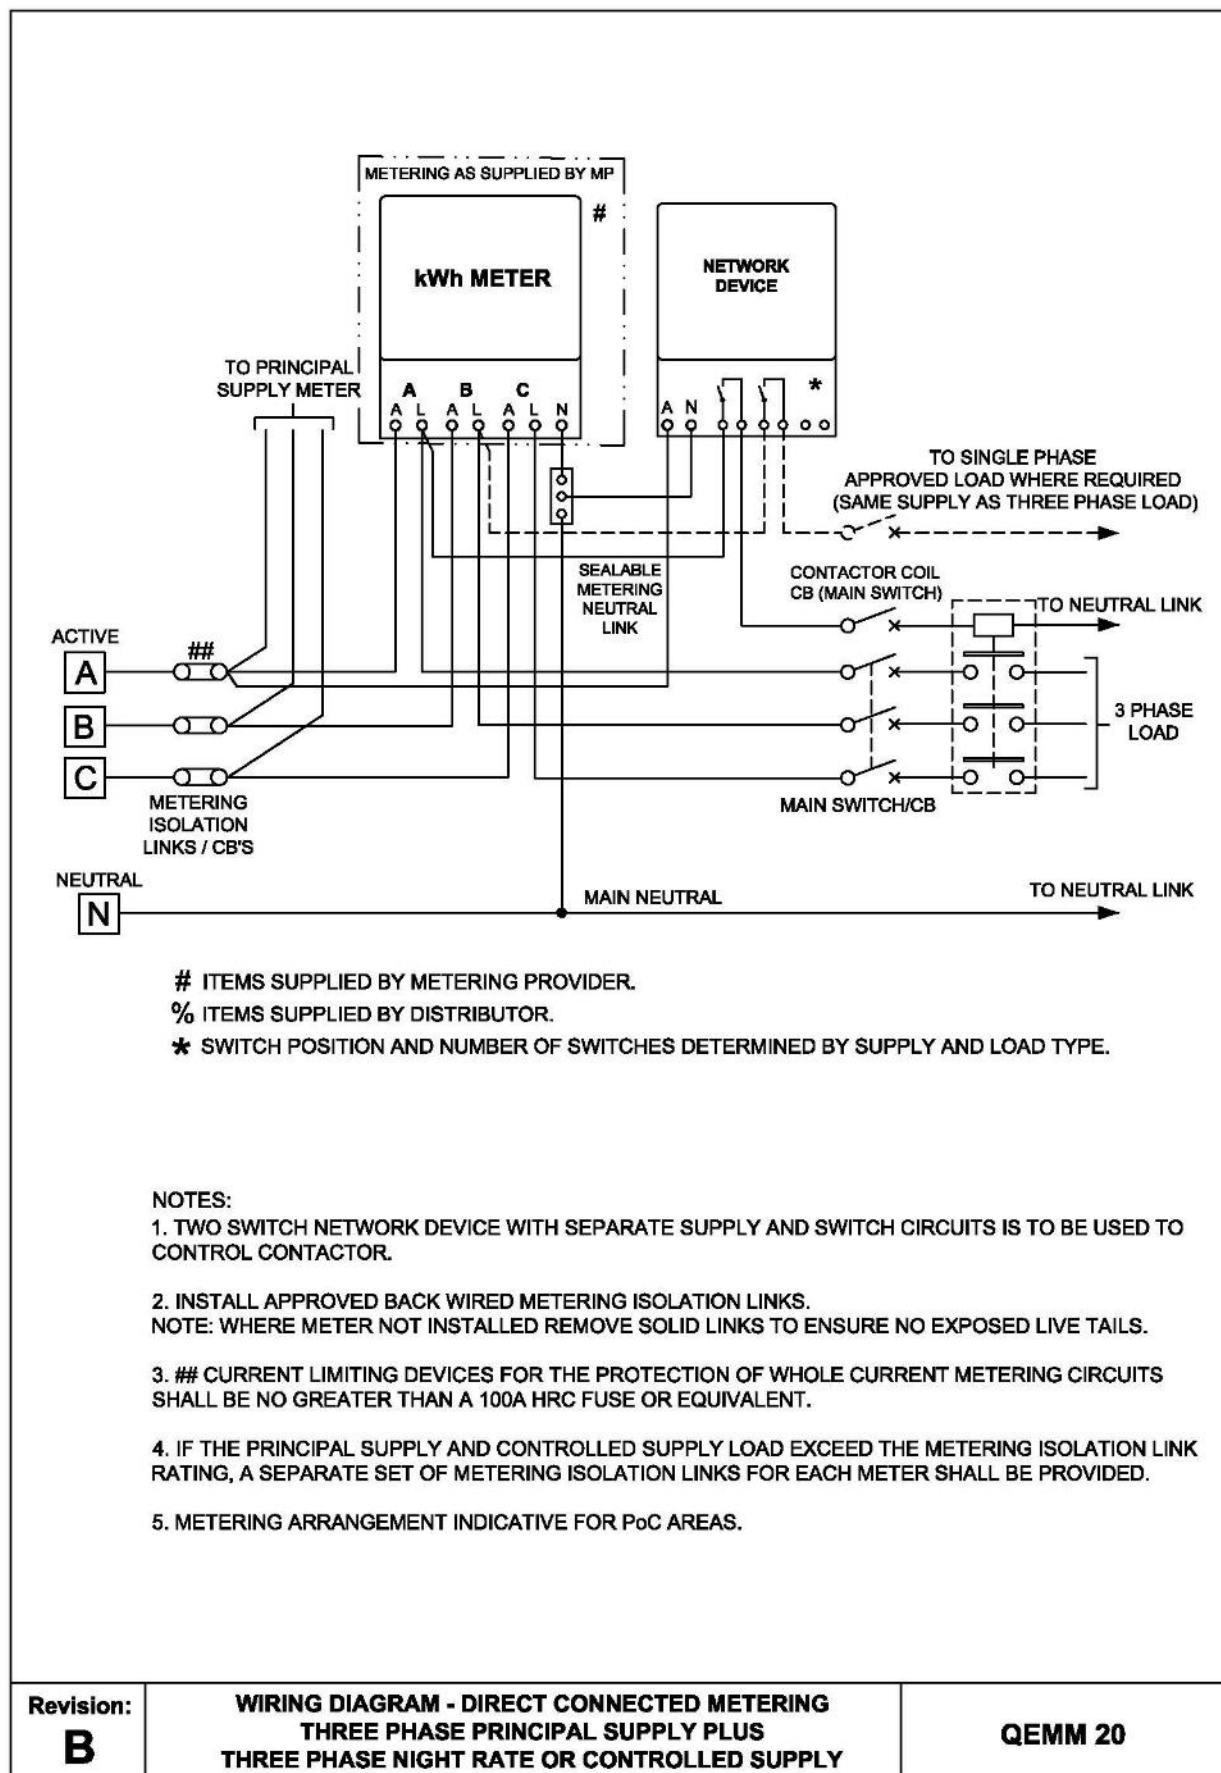 METERING AS SUPPLIED BY MP
#
kWh METER
NETWORK
DEVICE
TO PRINCIPAL
SUPPLY METER
A B C
A L A L A L N
A N
*
TO SINGLE PHASE
APPROVED LOAD WHERE REQUIRED
(SAME SUPPLY AS THREE PHASE LOAD)
SEALABLE
METERING
NEUTRAL
LINK
CONTACTOR COIL
CB (MAIN SWITCH)
TO NEUTRAL LINK
ACTIVE
##
A
B
C
3 PHASE
LOAD
METERING
ISOLATION
LINKS / CB'S
MAIN SWITCH/CB
NEUTRAL
N
MAIN NEUTRAL
TO NEUTRAL LINK
# ITEMS SUPPLIED BY METERING PROVIDER.
% ITEMS SUPPLIED BY DISTRIBUTOR.
* SWITCH POSITION AND NUMBER OF SWITCHES DETERMINED BY SUPPLY AND LOAD TYPE.
NOTES:
1. TWO SWITCH NETWORK DEVICE WITH SEPARATE SUPPLY AND SWITCH CIRCUITS IS TO BE USED TO
CONTROL CONTACTOR.
2. INSTALL APPROVED BACK WIRED METERING ISOLATION LINKS.
NOTE: WHERE METER NOT INSTALLED REMOVE SOLID LINKS TO ENSURE NO EXPOSED LIVE TAILS.
3. ## CURRENT LIMITING DEVICES FOR THE PROTECTION OF WHOLE CURRENT METERING CIRCUITS
SHALL BE NO GREATER THAN A 100A HRC FUSE OR EQUIVALENT.
4. IF THE PRINCIPAL SUPPLY AND CONTROLLED SUPPLY LOAD EXCEED THE METERING ISOLATION LINK
RATING, A SEPARATE SET OF METERING ISOLATION LINKS FOR EACH METER SHALL BE PROVIDED.
5. METERING ARRANGEMENT INDICATIVE FOR PoC AREAS.
Revision:
B
WIRING DIAGRAM - DIRECT CONNECTED METERING
THREE PHASE PRINCIPAL SUPPLY PLUS
THREE PHASE NIGHT RATE OR CONTROLLED SUPPLY
QEMM 20